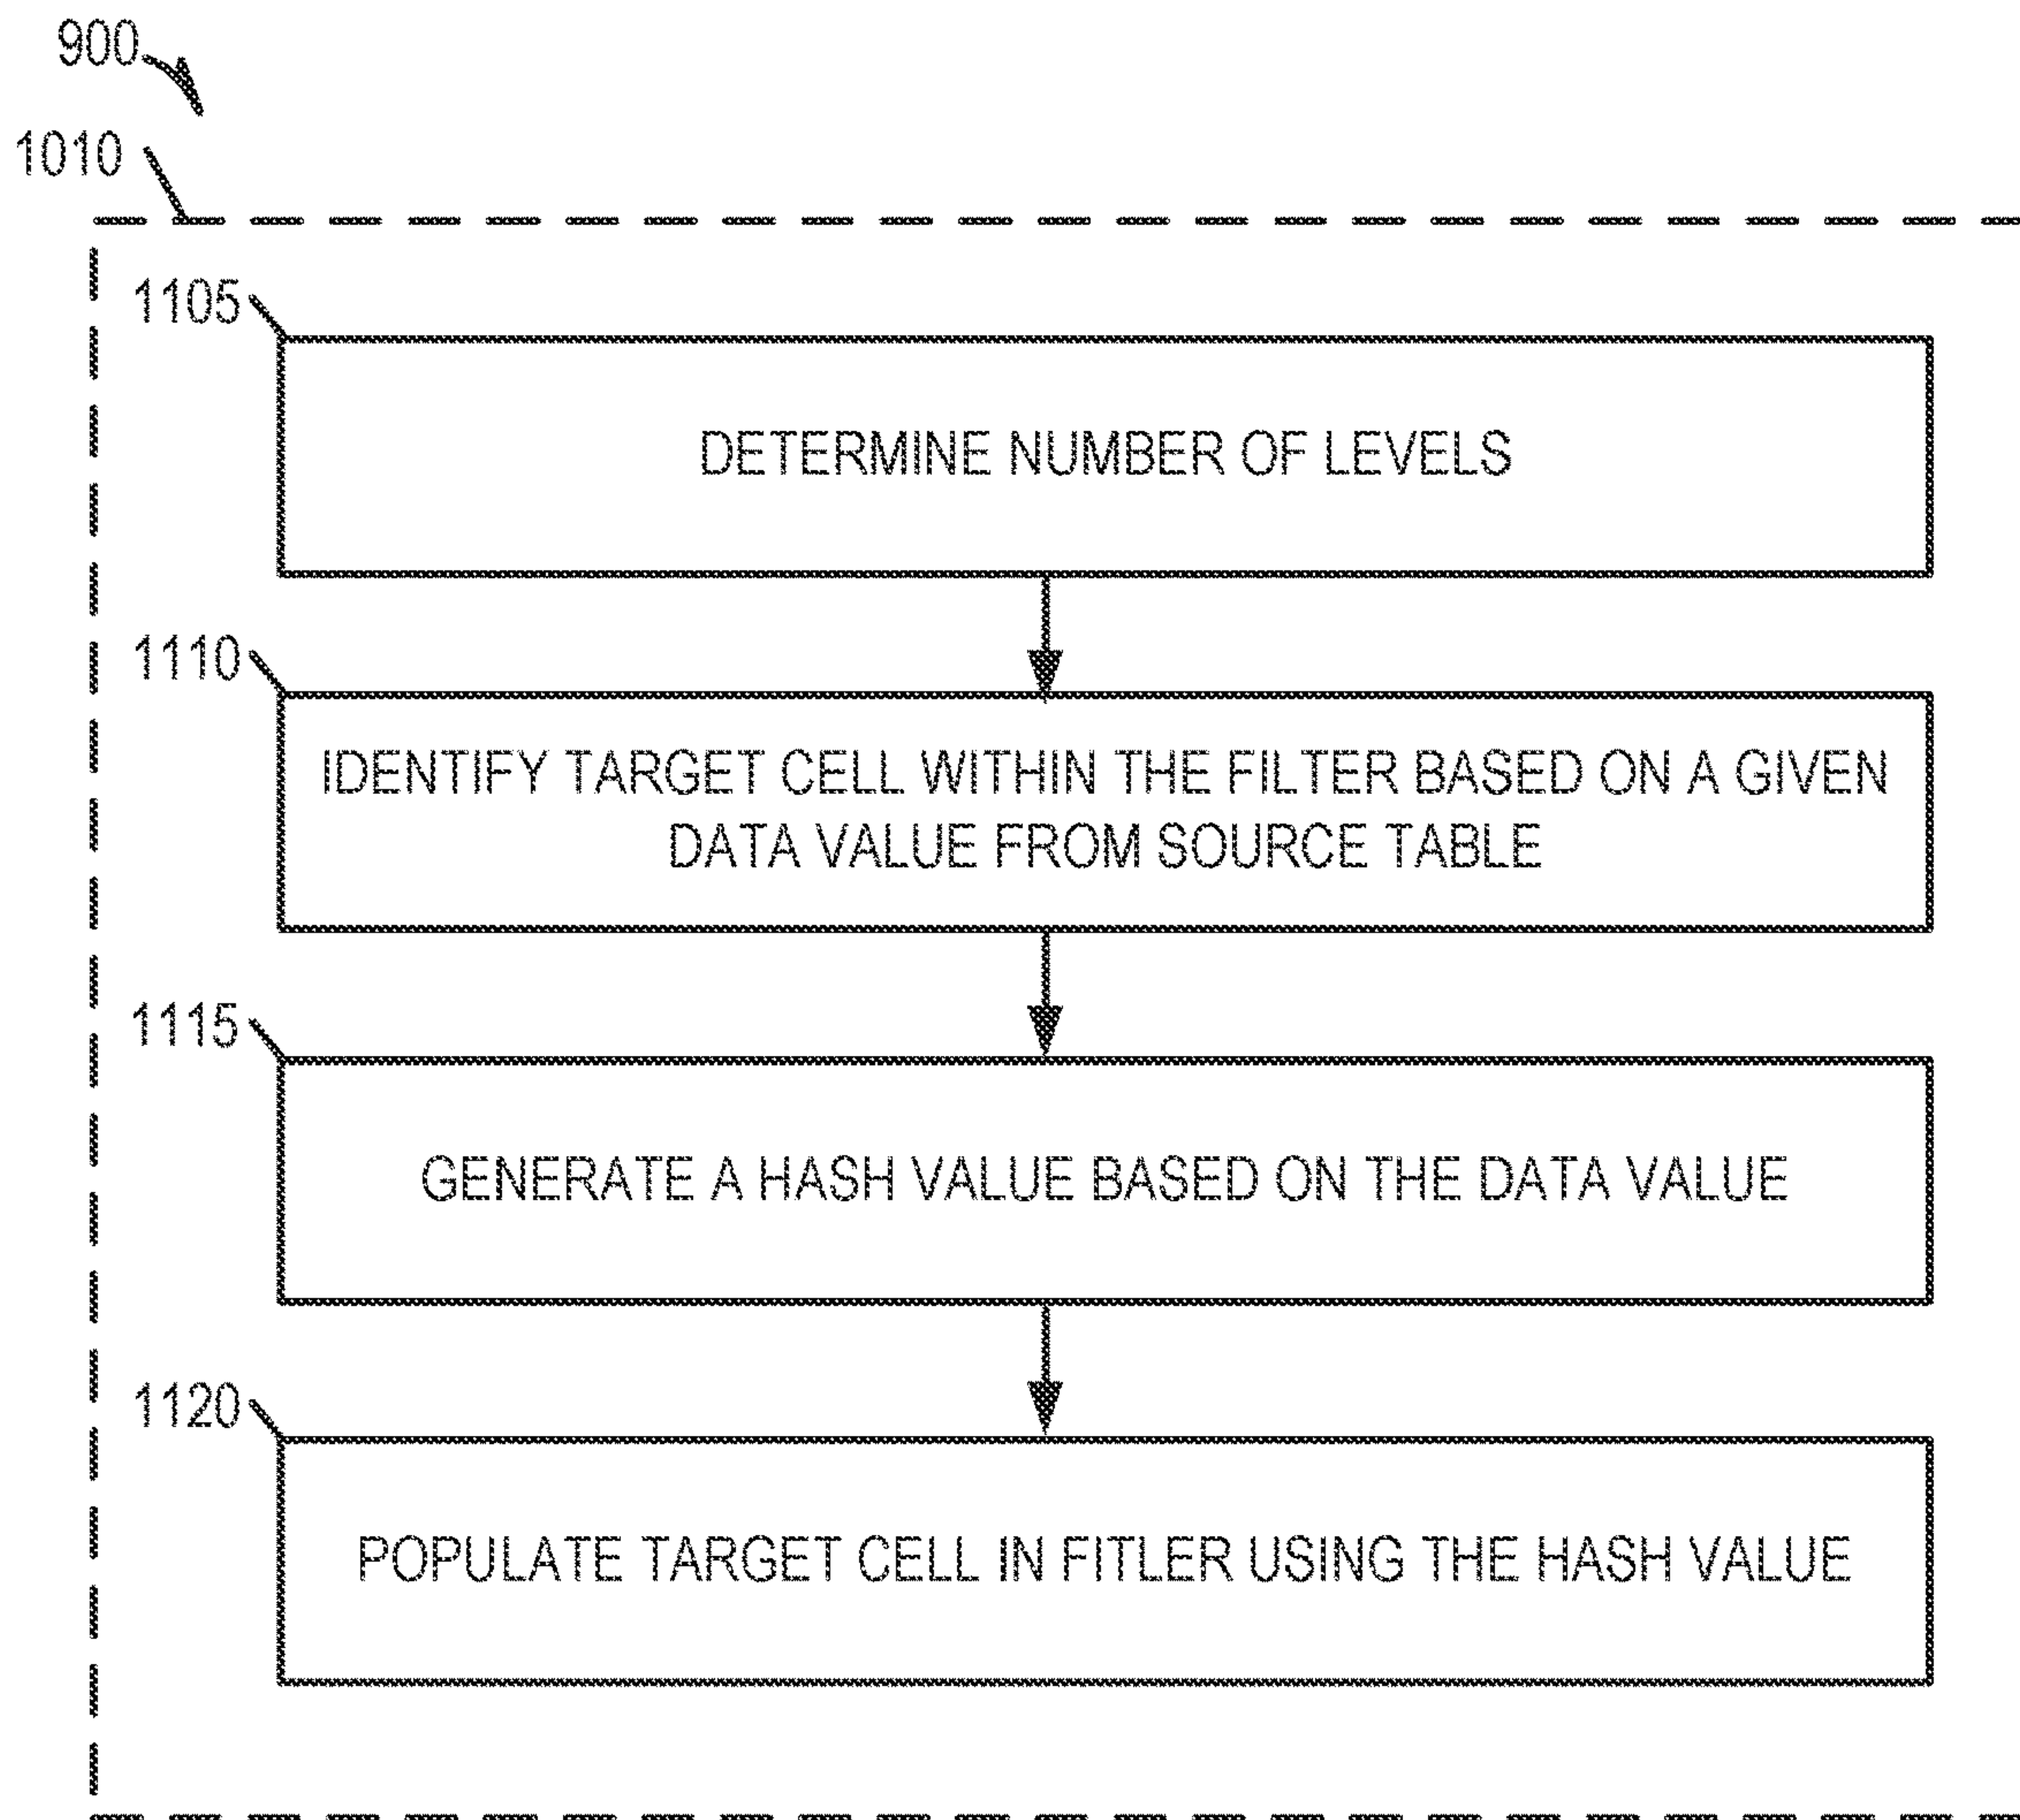 900
1010
1105
DETERMINE NUMBER OF LEVELS
1110
IDENTIFY TARGET CELL WITHIN THE FILTER BASED ON A GIVEN
DATA VALUE FROM SOURCE TABLE
1115
GENERATE A HASH VALUE BASED ON THE DATA VALUE
1120
POPULATE TARGET CELL IN FITLER USING THE HASH VALUE